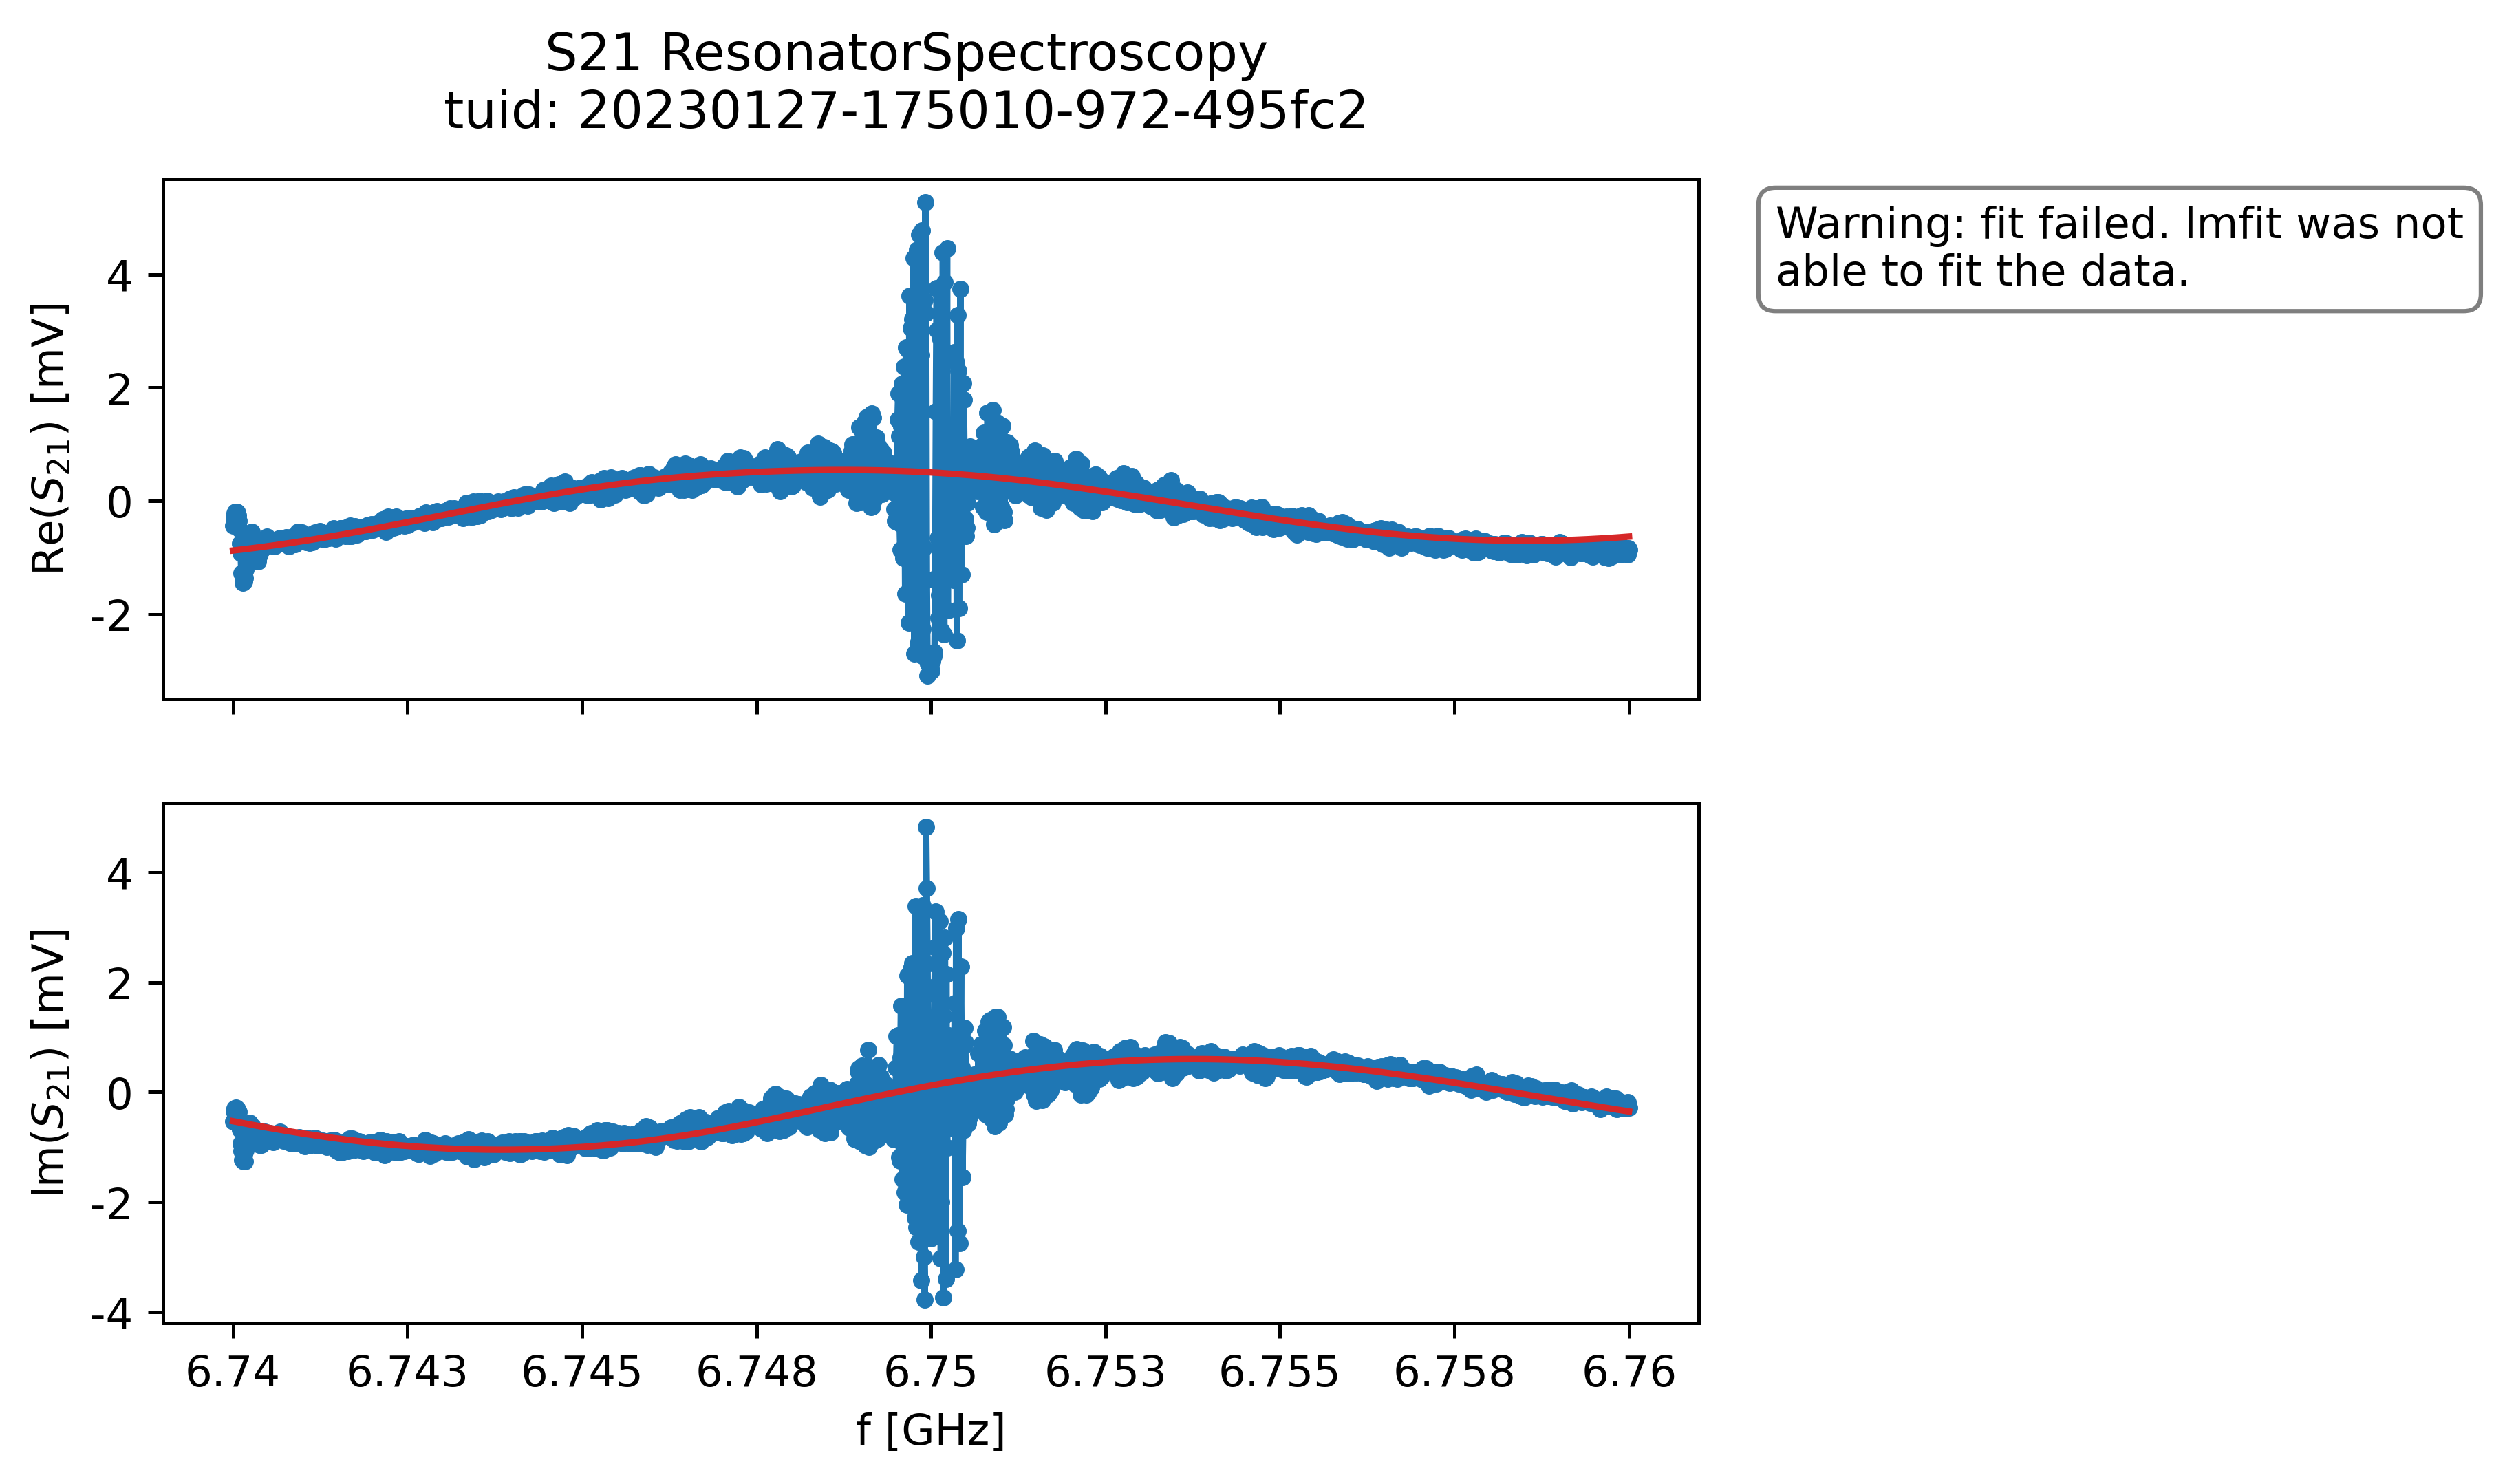 S21 ResonatorSpectroscopy
tuid: 20230127-175010-972-495fc2
Warning: fit failed. lmfit was not
able to fit the data.
Re(S21) [mV]
4
2
0
-2
Im(S21) [mV]
4
2
0
-2
-4
6.74 6.743 6.745 6.748 6.75 6.753 6.755 6.758 6.76
f [GHz]